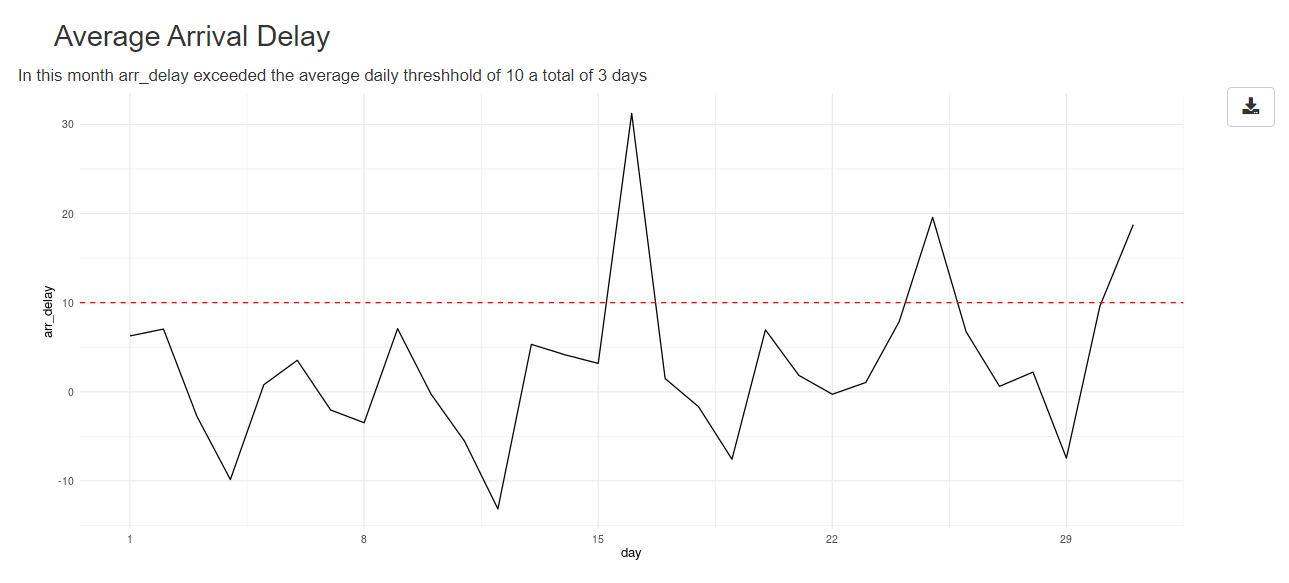 Average Arrival Delay
In this month arr_delay exceeded the average daily threshhold of 10 a total of 3 days
30
20
10
0
-10
arr_delay
1 8 15 22 29
day